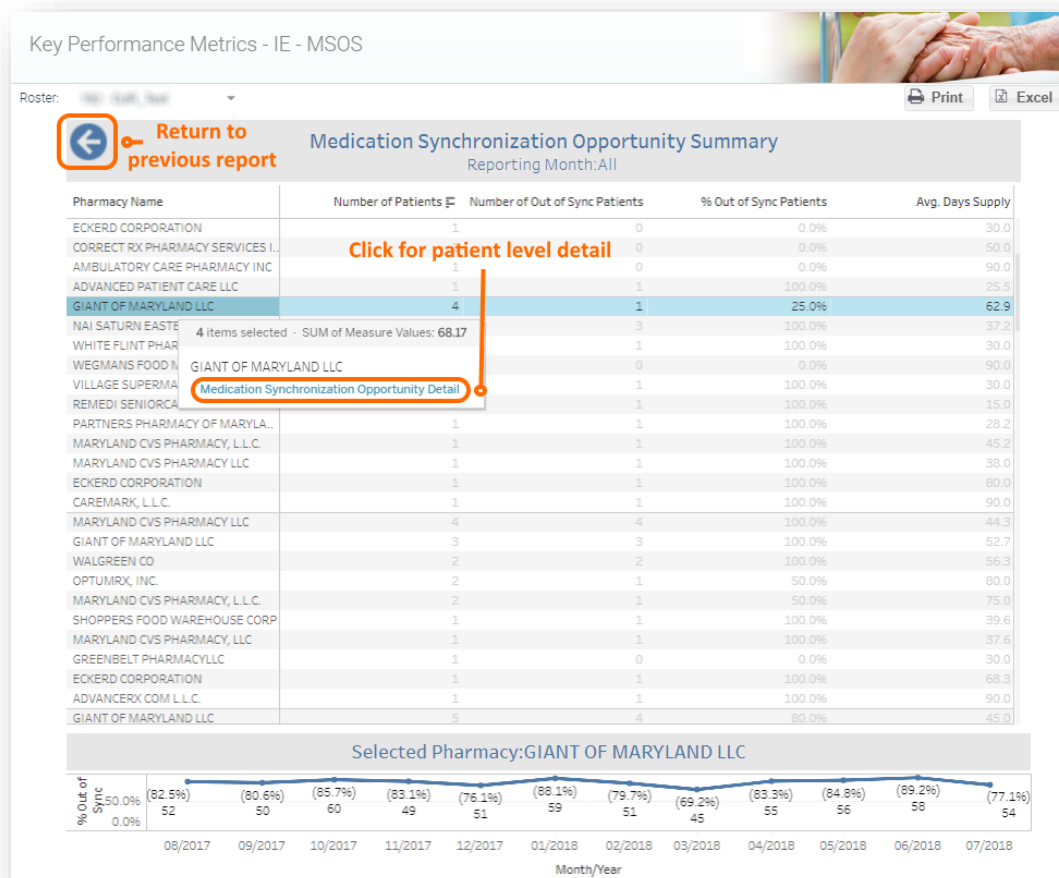 Key Performance Metrics - IE - MSOS
Roster:
Print Excel
Return to
previous report
Medication Synchronization Opportunity Summary
Reporting Month:All
Pharmacy Name Number of Patients Number of Out of Sync Patients % Out of Sync Patients Avg. Days Supply
ECKERD CORPORATION 1 0 0.0% 30.0
CORRECT RX PHARMACY SERVICES I.. 0 0.0% 50.0
Click for patient level detail
AMBULATORY CARE PHARMACY INC 1 0 0.0% 90.0
ADVANCED PATIENT CARE LLC 1 1 100.0% 25.5
GIANT OF MARYLAND LLC 4 1 25.0% 62.9
NAI SATURN EASTE 3 100.0% 37.2
4 items selected · SUM of Measure Values: 68.17
WHITE FLINT PHAR 1 100.0% 30.0
WEGMANS FOOD M 0 0.0% 90.0
GIANT OF MARYLAND LLC
VILLAGE SUPERMA 1 100.0% 30.0
Medication Synchronization Opportunity Detail
REMEDI SENIORCA 1 100.0% 15.0
PARTNERS PHARMACY OF MARYLA.. 1 1 100.0% 28.2
MARYLAND CVS PHARMACY, L.L.C. 1 1 100.0% 45.2
MARYLAND CVS PHARMACY LLC 1 1 100.0% 38.0
ECKERD CORPORATION 1 1 100.0% 80.0
CAREMARK, L.L.C. 1 1 100.0% 90.0
MARYLAND CVS PHARMACY LLC 4 4 100.0% 44.3
GIANT OF MARYLAND LLC 3 3 100.0% 52.7
WALGREEN CO 2 2 100.0% 56.3
OPTUMRX, INC. 2 1 50.0% 80.0
MARYLAND CVS PHARMACY, L.L.C. 2 1 50.0% 75.0
SHOPPERS FOOD WAREHOUSE CORP 1 1 100.0% 39.6
MARYLAND CVS PHARMACY, LLC 1 1 100.0% 37.6
GREENBELT PHARMACYLLC 1 0 0.0% 30.0
ECKERD CORPORATION 1 1 100.0% 68.3
ADVANCERX COM L.L.C. 1 1 100.0% 90.0
GIANT OF MARYLAND LLC 5 4 80.0% 45.0
Selected Pharmacy:GIANT OF MARYLAND LLC
% Out of
Sync
50.0%
0.0%
(82.5%) (80.6%) (85.7%) (83.1%) (76.1%) (88.1%) (79.7%) (69.2%) (83.3%) (84.8%) (89.2%) (77.1%)
52 50 60 49 51 59 51 45 55 56 58 54
08/2017 09/2017 10/2017 11/2017 12/2017 01/2018 02/2018 03/2018 04/2018 05/2018 06/2018 07/2018
Month/Year